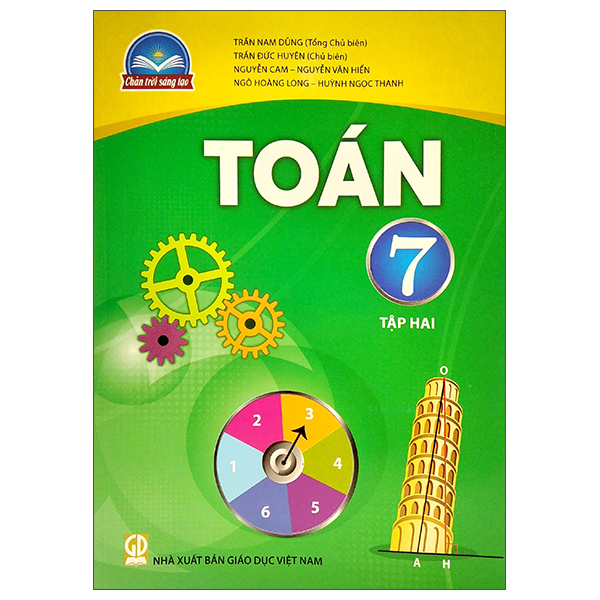 Chân trời sáng tạo
TRẦN NAM DŨNG (Tổng Chủ biên)
TRẦN ĐỨC HUYÊN (Chủ biên)
NGUYỄN CAM – NGUYỄN VĂN HIỂN
NGÔ HOÀNG LONG – HUỲNH NGỌC THANH
TOÁN
7
TẬP HAI
O
2 3
1 4
6 5
A H
GD
NHÀ XUẤT BẢN GIÁO DỤC VIỆT NAM